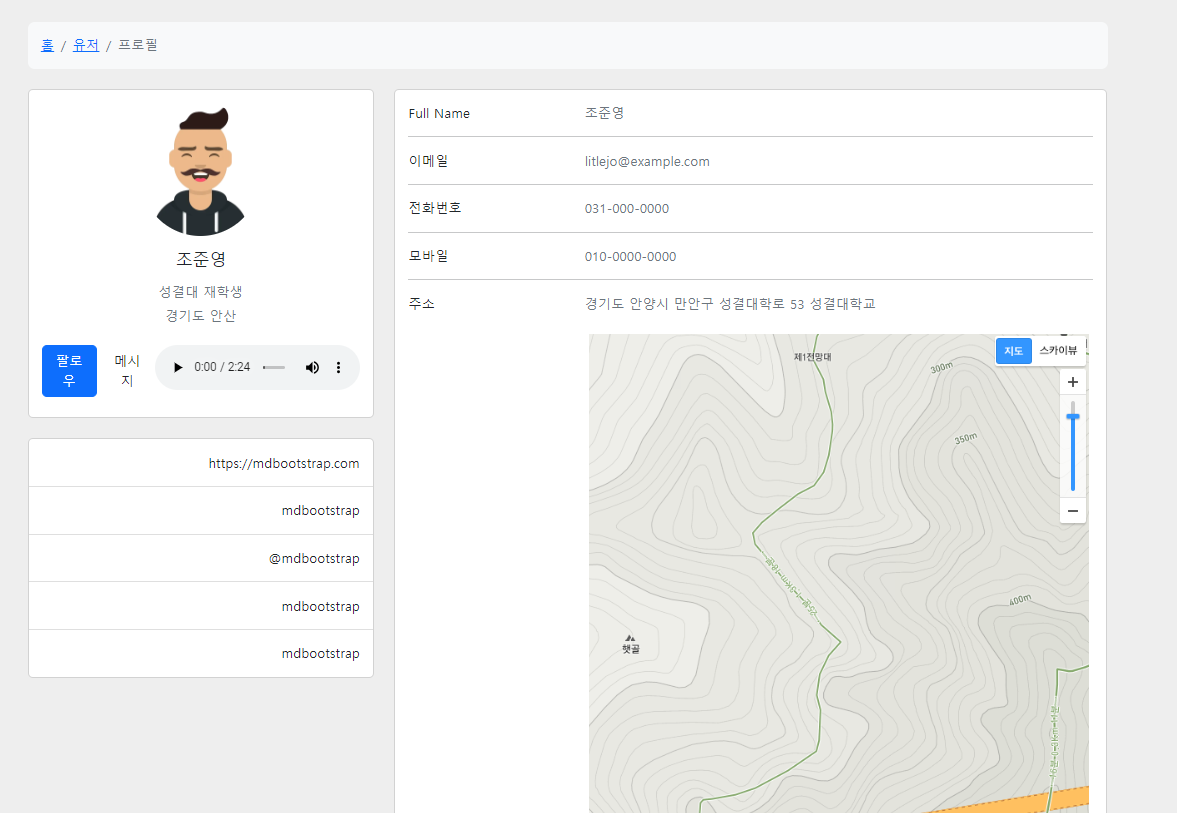 홈 / 유저 / 프로필
조준영
성결대 재학생
경기도 안산
팔로
우
메시
지
0:00 / 2:24
https://mdbootstrap.com
mdbootstrap
@mdbootstrap
mdbootstrap
mdbootstrap
Full Name 조준영
이메일 litlejo@example.com
전화번호 031-000-0000
모바일 010-0000-0000
주소 경기도 안양시 만안구 성결대학로 53 성결대학교
제1전망대
지도 스카이뷰
300m
350m
400m
햇골